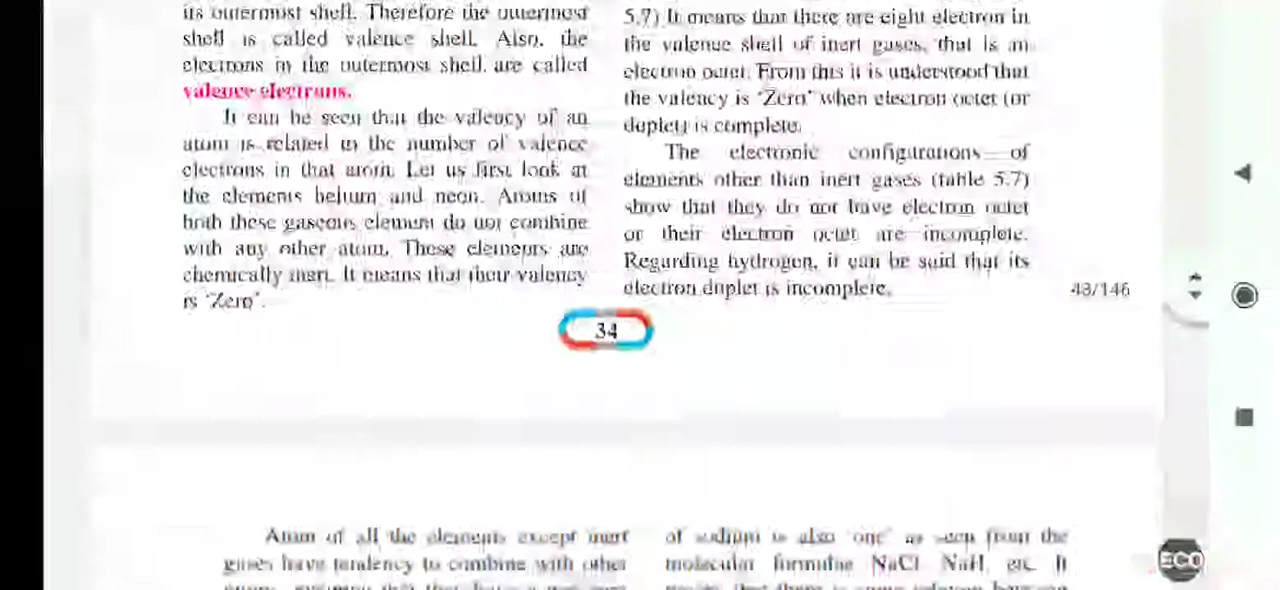 its outermost shell. Therefore the outermost
shell is called valence shell. Also, the
electrons in the outermost shell are called
valence electrons.
It can be seen that the valency of an
atom is related to the number of valence
electrons in that atom. Let us first look at
the elements helium and neon. Atoms of
both these gaseous element do not combine
with any other atom. These elements are
chemically inert. It means that their valency
is 'Zero'.
5.7) It means that there are eight electron in
the valence shell of inert gases, that is an
electron octet. From this it is understood that
the valency is 'Zero' when electron octet (or
duplet) is complete.
The electronic configurations of
elements other than inert gases (table 5.7)
show that they do not have electron octet
or their electron octet are incomplete.
Regarding hydrogen, it can be said that its
electron duplet is incomplete.
43/146
34
Atom of all the elements except inert
gases have tendency to combine with other
of sodium is also 'one' as seen from the
molecular formulae NaCl, NaH, etc. It
ECO